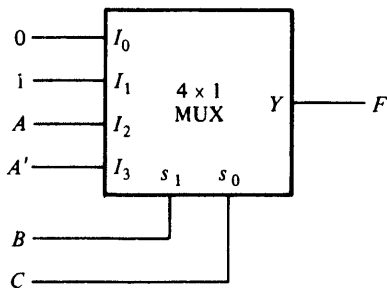 0 I₀
1 I₁
4 × 1
A I₂ MUX Y F
A' I₃ s₁ s₀
B
C